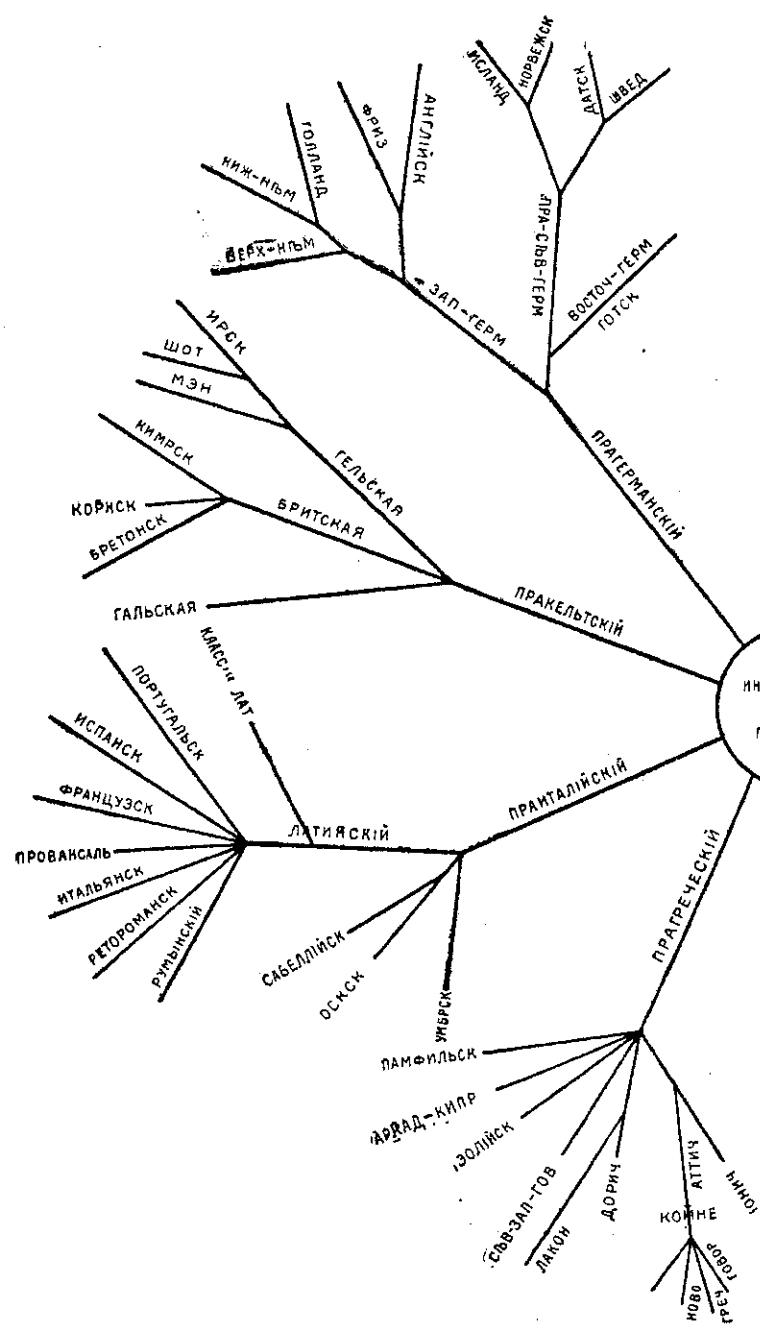 ИСЛАНД
НОРВЕЖСК
ДАТСК
ШВЕД
АНГЛІЙСК
ФРИЗ
ГОЛЛАНД
НИЖ-НѢМ
ВЕРХ-НѢМ
ЗАП-ГЕРМ
ПРА-СѢВ-ГЕРМ
ВОСТОЧ-ГЕРМ
ГОТСК
ПРАГЕРМАНСКІЙ
ИРСК
ШОТ
МЭН
КИМРСК
КОРНСК
БРЕТОНСК
ГЕЛЬСКАЯ
БРИТСКАЯ
ГАЛЬСКАЯ
ПРАКЕЛЬТСКІЙ
КЛАССИ ЛАТ
ПОРТУГАЛЬСК
ИСПАНСК
ФРАНЦУЗСК
ПРОВАНСАЛЬ
ИТАЛЬЯНСК
РЕТОРОМАНСК
РУМЫНСКІЙ
ЛАТИНСКІЙ
ПРАИТАЛІЙСКІЙ
САБЕЛЛІЙСК
ОСКСК
УМБРСК
ПРАГРЕЧЕСКІЙ
ПАМФИЛЬСК
АРКАД-КИПР
ЭОЛІЙСК
СѢВ-ЗАП-ГОВ
ЛАКОН
ДОРИЧ
АТТИЧ
ІОНИЧ
КОЙНЕ
НОВО
ГРЕЧ
ГОВОР
ИН
П